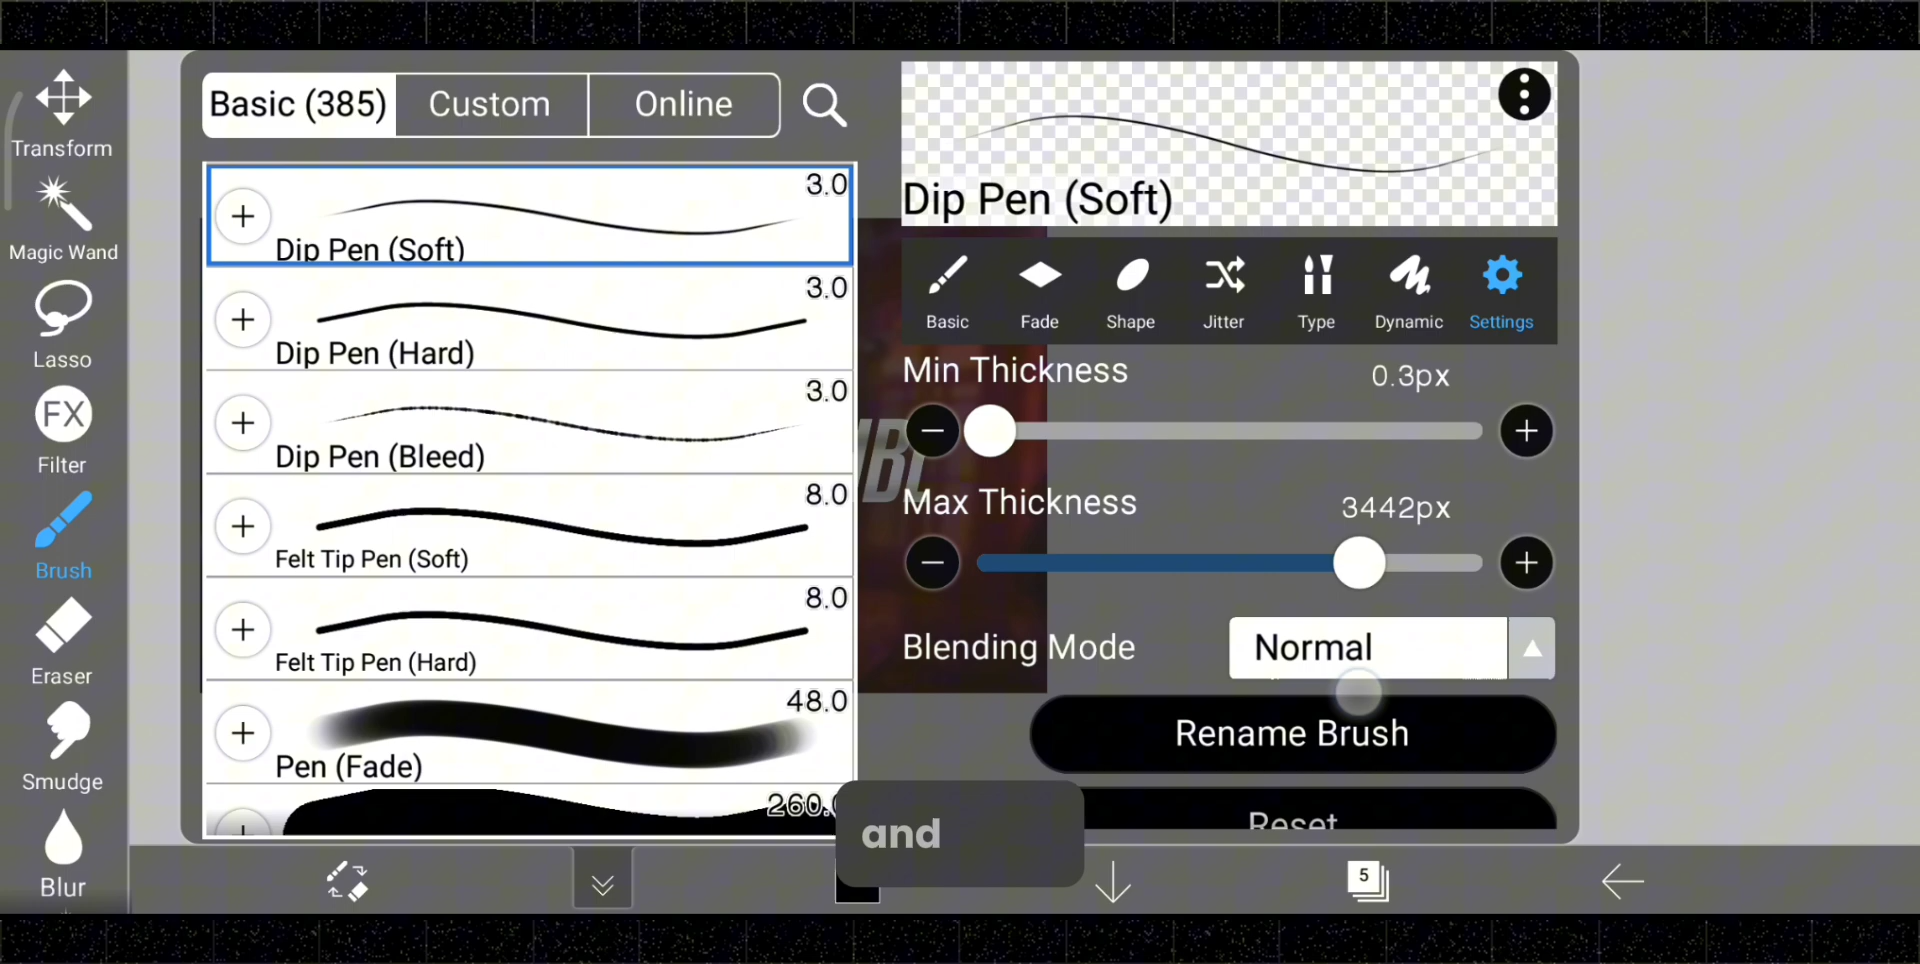 Transform
Magic Wand
Lasso
FX
Filter
Brush
Eraser
Smudge
Blur
Basic (385)
Custom
Online
3.0
Dip Pen (Soft)
3.0
Dip Pen (Hard)
3.0
Dip Pen (Bleed)
8.0
Felt Tip Pen (Soft)
8.0
Felt Tip Pen (Hard)
48.0
Pen (Fade)
260.
Dip Pen (Soft)
Basic
Fade
Shape
Jitter
Type
Dynamic
Settings
Min Thickness
0.3px
Max Thickness
3442px
Blending Mode
Normal
Rename Brush
Reset
and
5